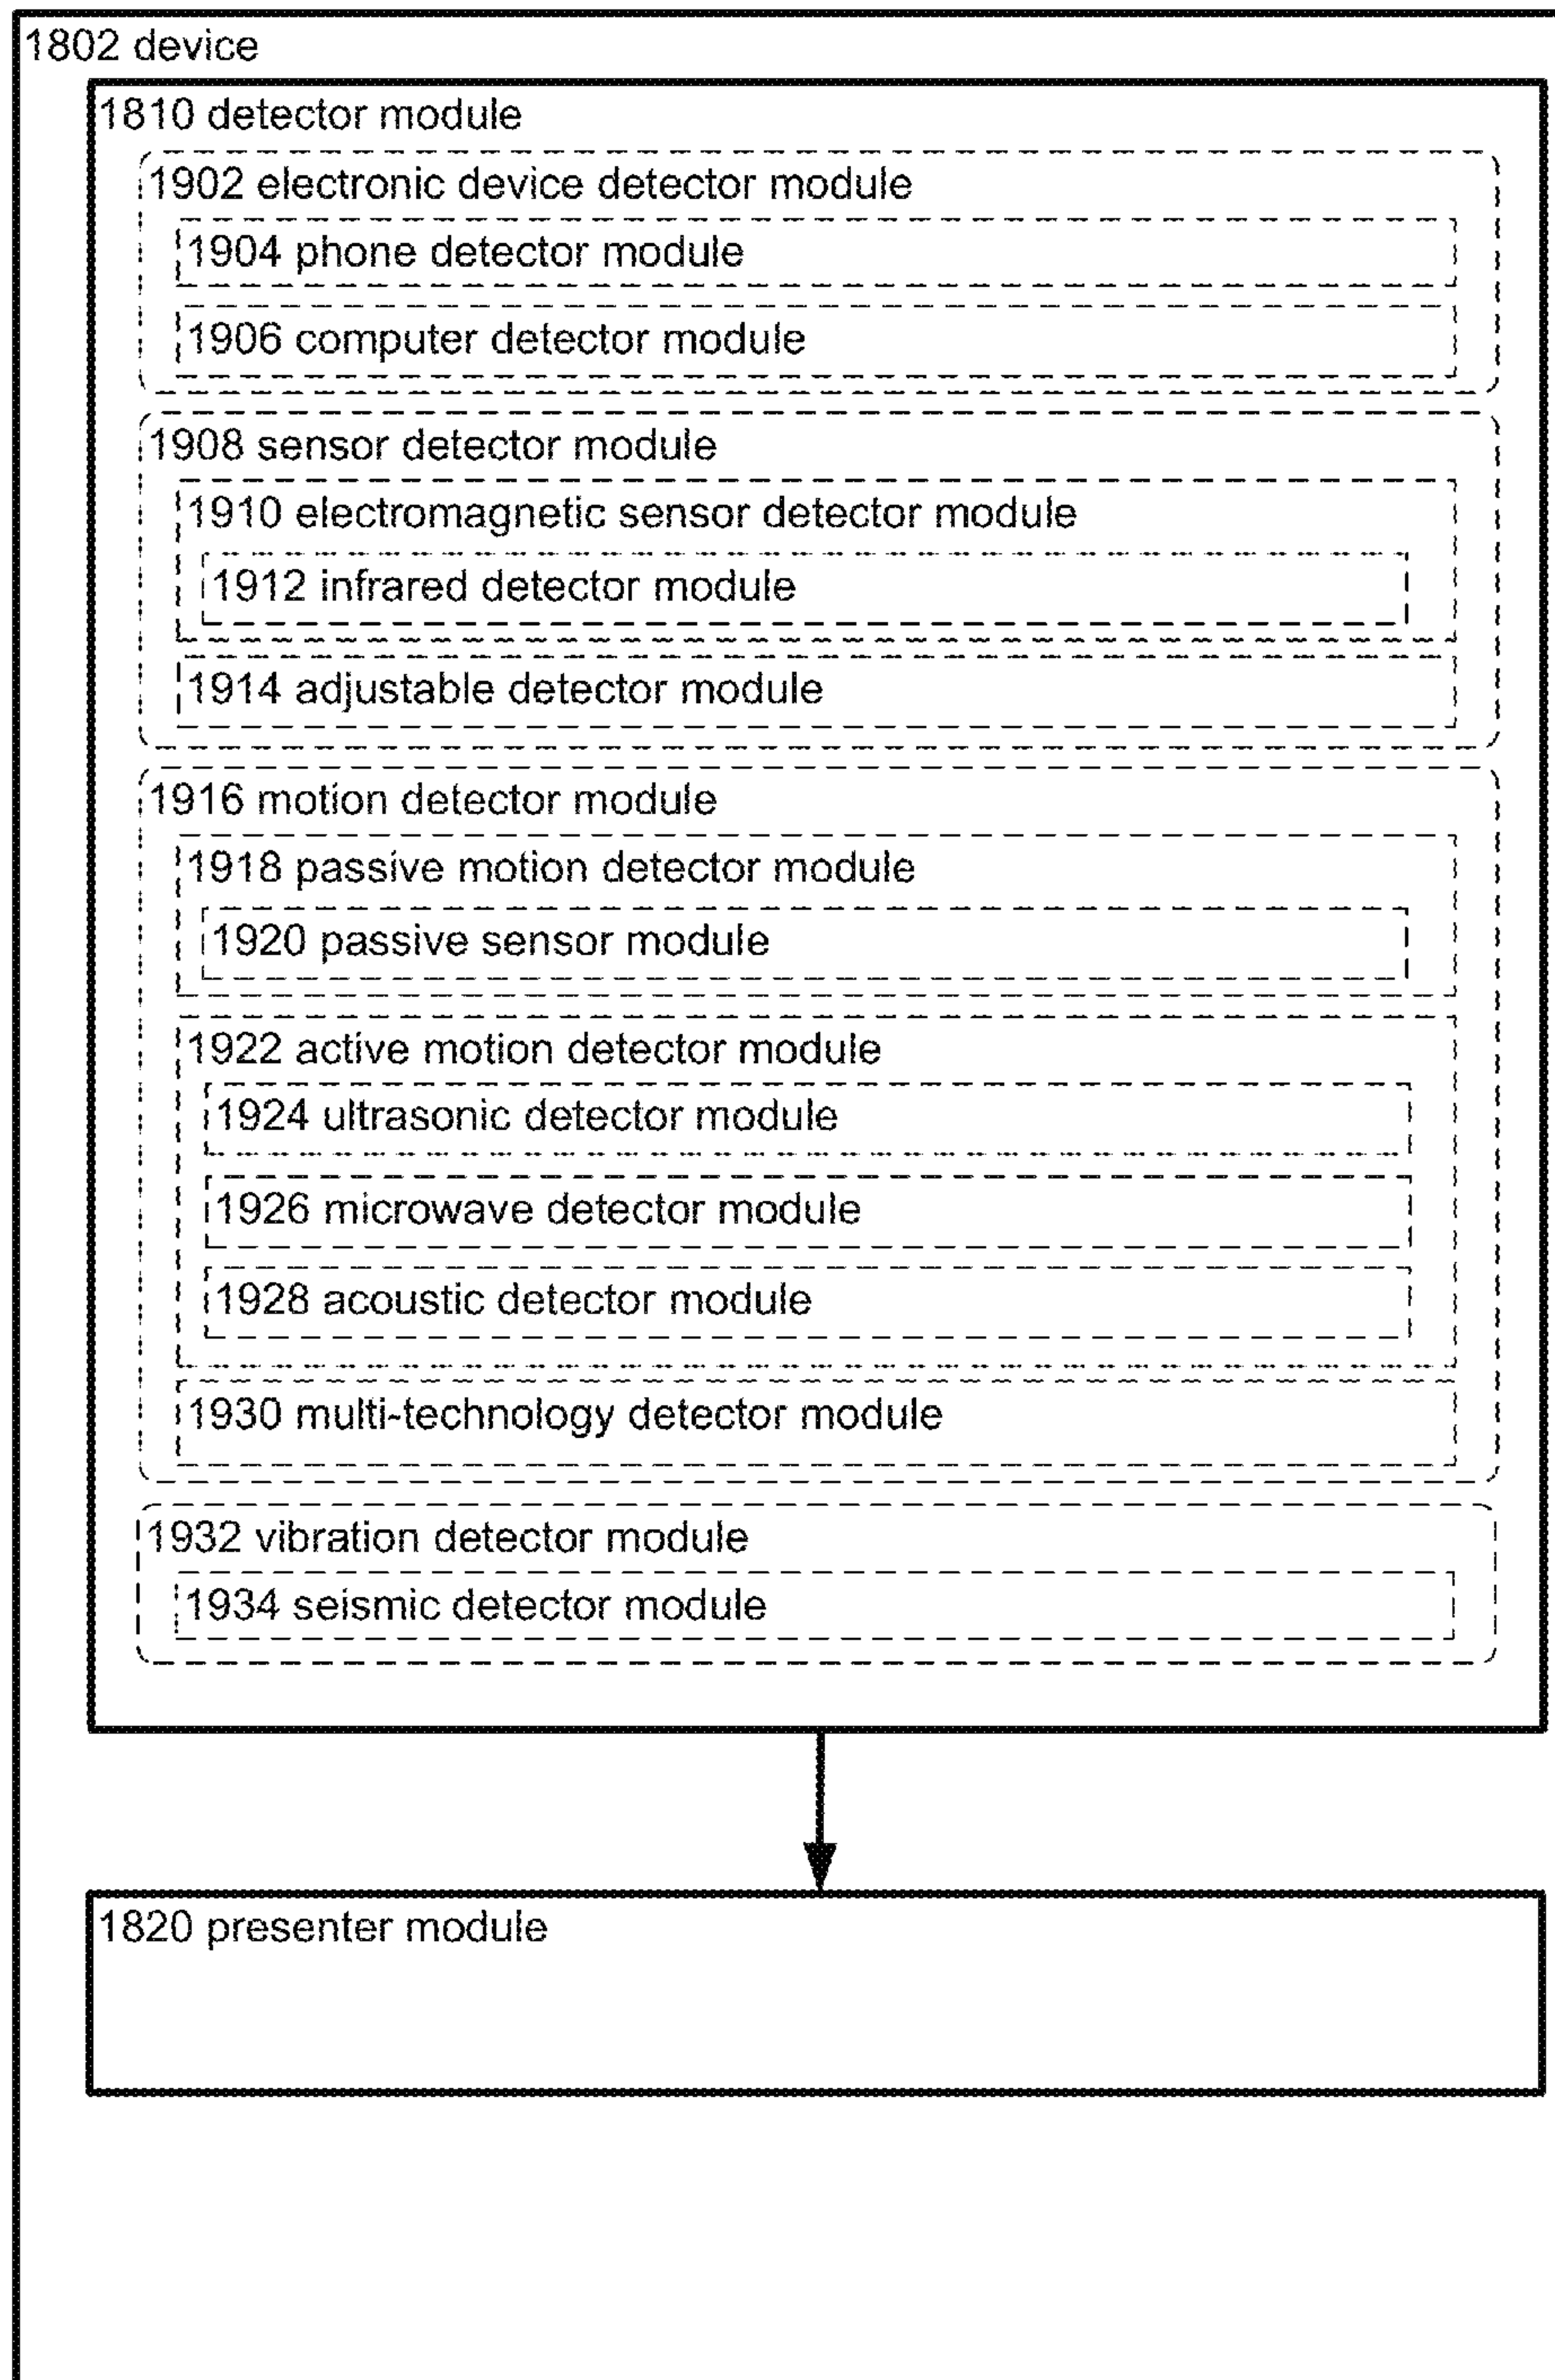 1802 device
1810 detector module
1902 electronic device detector module
1904 phone detector module
1906 computer detector module
1908 sensor detector module
1910 electromagnetic sensor detector module
1912 infrared detector module
1914 adjustable detector module
1916 motion detector module
1918 passive motion detector module
1920 passive sensor module
1922 active motion detector module
1924 ultrasonic detector module
1926 microwave detector module
1928 acoustic detector module
1930 multi-technology detector module
1932 vibration detector module
1934 seismic detector module
1820 presenter module